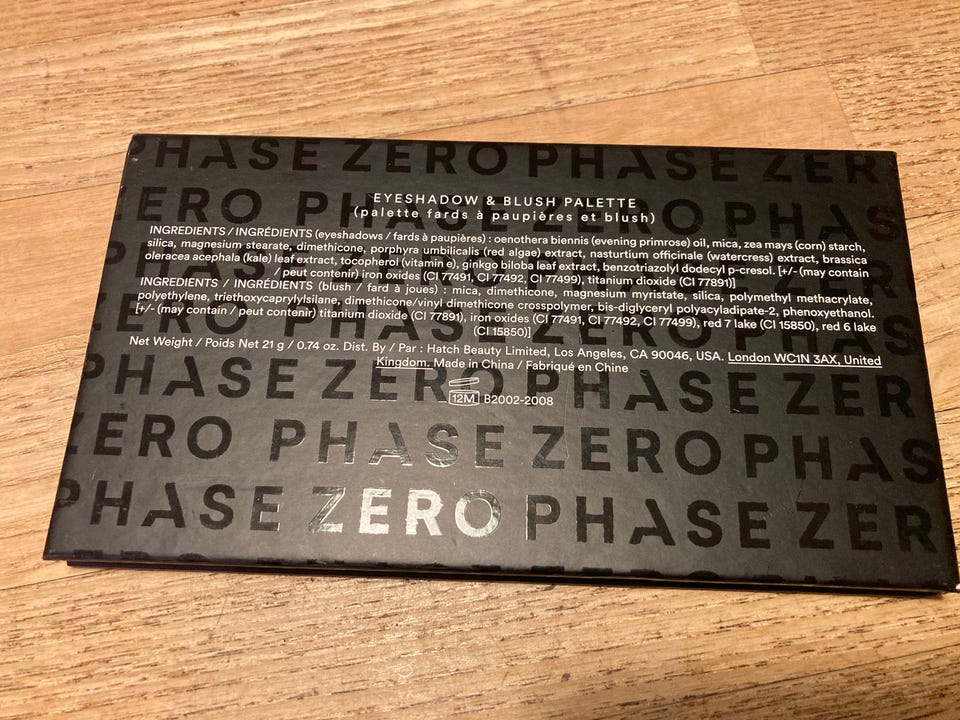 PHASE ZERO PHASE ZERO
ZERO PHASE ZERO PHAS
EYESHADOW & BLUSH PALETTE
(palette fards à paupières et blush)
INGREDIENTS / INGRÉDIENTS (eyeshadows / fards à paupières) : oenothera biennis (evening primrose) oil, mica, zea mays (corn) starch,
silica, magnesium stearate, dimethicone, porphyra umbilicalis (red algae) extract, nasturtium officinale (watercress) extract, brassica
oleracea acephala (kale) leaf extract, tocopherol (vitamin e), ginkgo biloba leaf extract, benzotriazolyl dodecyl p-cresol. [+/- (may contain
/ peut contenir) iron oxides (CI 77491, CI 77492, CI 77499), titanium dioxide (CI 77891)]
INGREDIENTS / INGRÉDIENTS (blush / fard à joues) : mica, dimethicone, magnesium myristate, silica, polymethyl methacrylate,
polyethylene, triethoxycaprylylsilane, dimethicone/vinyl dimethicone crosspolymer, bis-diglyceryl polyacyladipate-2, phenoxyethanol.
[+/- (may contain / peut contenir) titanium dioxide (CI 77891), iron oxides (CI 77491, CI 77492, CI 77499), red 7 lake (CI 15850), red 6 lake
(CI 15850)]
Net Weight / Poids Net 21 g / 0.74 oz. Dist. By / Par : Hatch Beauty Limited, Los Angeles, CA 90046, USA. London WC1N 3AX, United
Kingdom. Made in China / Fabriqué en Chine
PHASE ZERO PHASE ZER
12M B2002-2008
ZERO PHASE ZERO PHAS
PHASE ZERO PHASE ZER